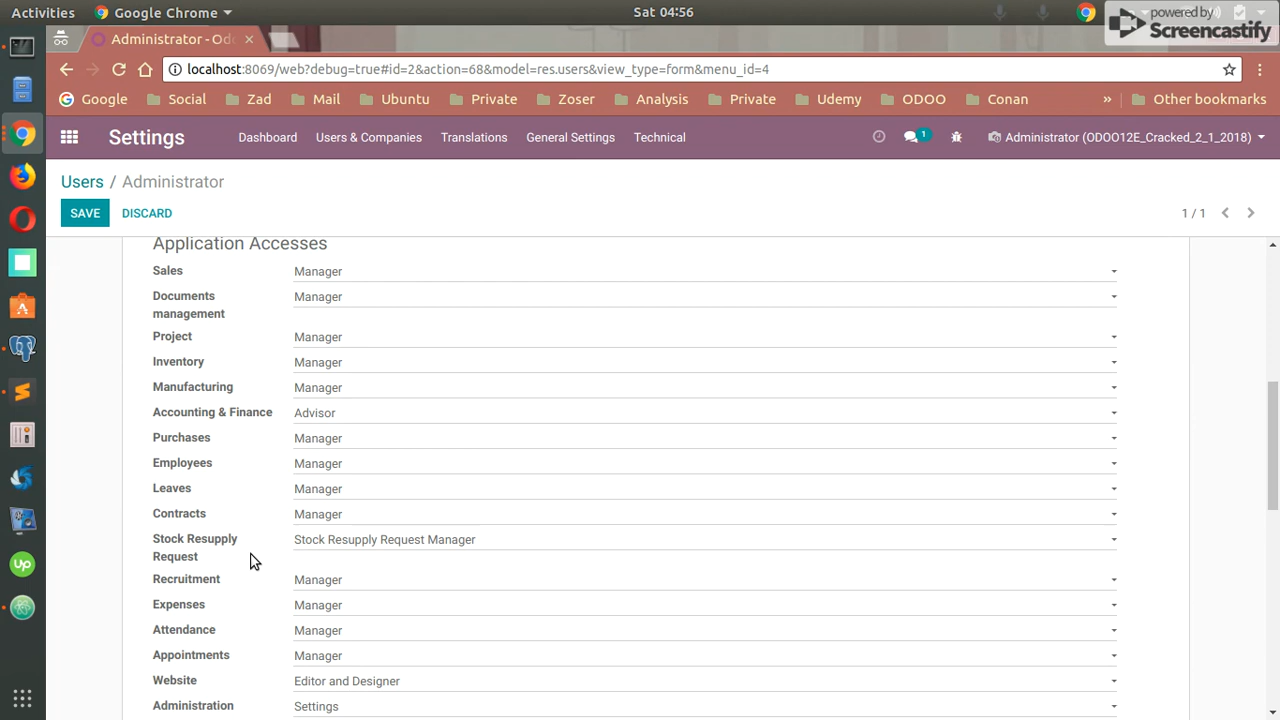 Activities Google Chrome Sat 04:56
powered by
Screencastify
Administrator - Odo
localhost:8069/web?debug=true#id=2&action=68&model=res.users&view_type=form&menu_id=4
Google Social Zad Mail Ubuntu Private Zoser Analysis Private Udemy ODOO Conan » Other bookmarks
Settings Dashboard Users & Companies Translations General Settings Technical 1 Administrator (ODOO12E_Cracked_2_1_2018)
Users / Administrator
SAVE DISCARD 1 / 1
Application Accesses
Sales Manager
Documents management Manager
Project Manager
Inventory Manager
Manufacturing Manager
Accounting & Finance Advisor
Purchases Manager
Employees Manager
Leaves Manager
Contracts Manager
Stock Resupply Request Stock Resupply Request Manager
Recruitment Manager
Expenses Manager
Attendance Manager
Appointments Manager
Website Editor and Designer
Administration Settings
up